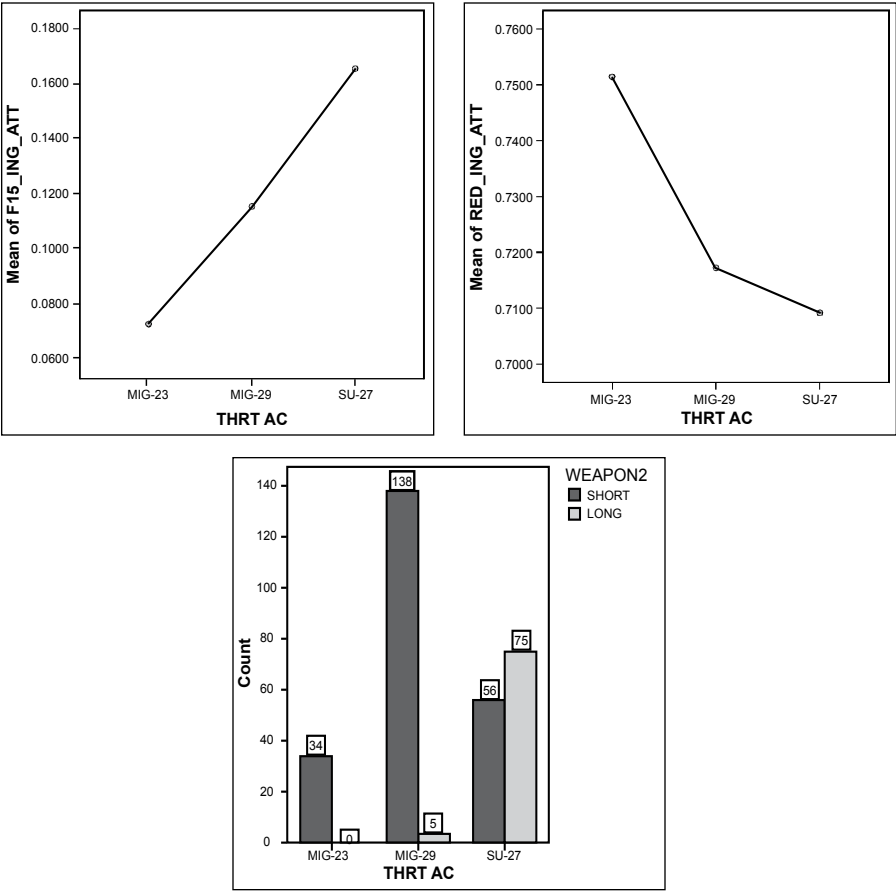 Mean of F15_ING_ATT
0.1800
0.1600
0.1400
0.1200
0.1000
0.0800
0.0600
MIG-23 MIG-29 SU-27
THRT AC
Mean of RED_ING_ATT
0.7600
0.7500
0.7400
0.7300
0.7200
0.7100
0.7000
MIG-23 MIG-29 SU-27
THRT AC
WEAPON2
SHORT
LONG
Count
140
120
100
80
60
40
20
0
34
0
138
5
56
75
MIG-23 MIG-29 SU-27
THRT AC